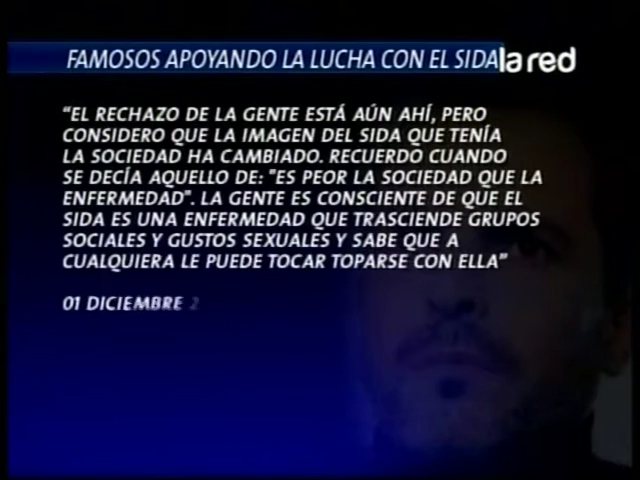 FAMOSOS APOYANDO LA LUCHA CON EL SIDA
la red
“EL RECHAZO DE LA GENTE ESTÁ AÚN AHÍ, PERO
CONSIDERO QUE LA IMAGEN DEL SIDA QUE TENÍA
LA SOCIEDAD HA CAMBIADO. RECUERDO CUANDO
SE DECÍA AQUELLO DE: "ES PEOR LA SOCIEDAD QUE LA
ENFERMEDAD". LA GENTE ES CONSCIENTE DE QUE EL
SIDA ES UNA ENFERMEDAD QUE TRASCIENDE GRUPOS
SOCIALES Y GUSTOS SEXUALES Y SABE QUE A
CUALQUIERA LE PUEDE TOCAR TOPARSE CON ELLA”
01 DICIEMBRE 2